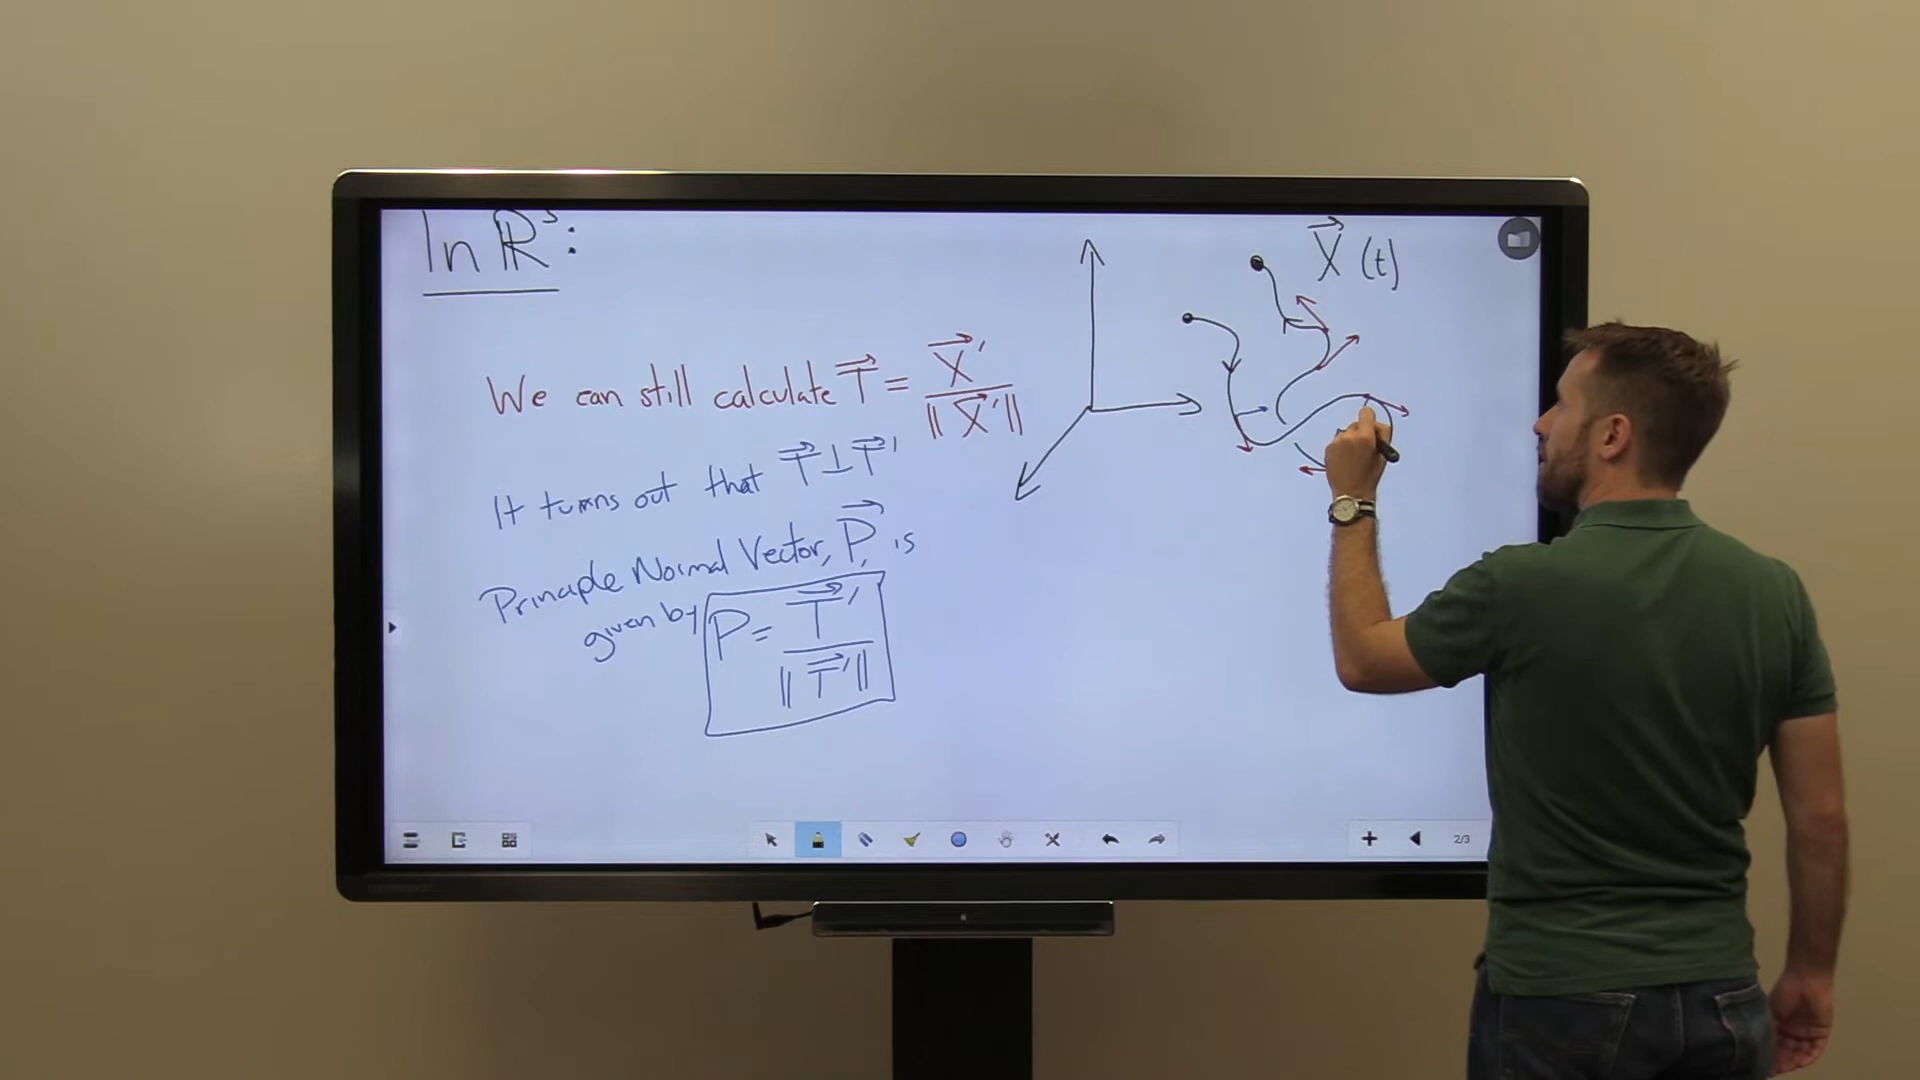 In ℝ³:
X⃗ (t)
We can still calculate T⃗ = X⃗' / ‖X⃗'‖
It turns out that T⃗ ⊥ T⃗'
Principle Normal Vector, P⃗, is
given by P = T⃗' / ‖T⃗'‖
2/3